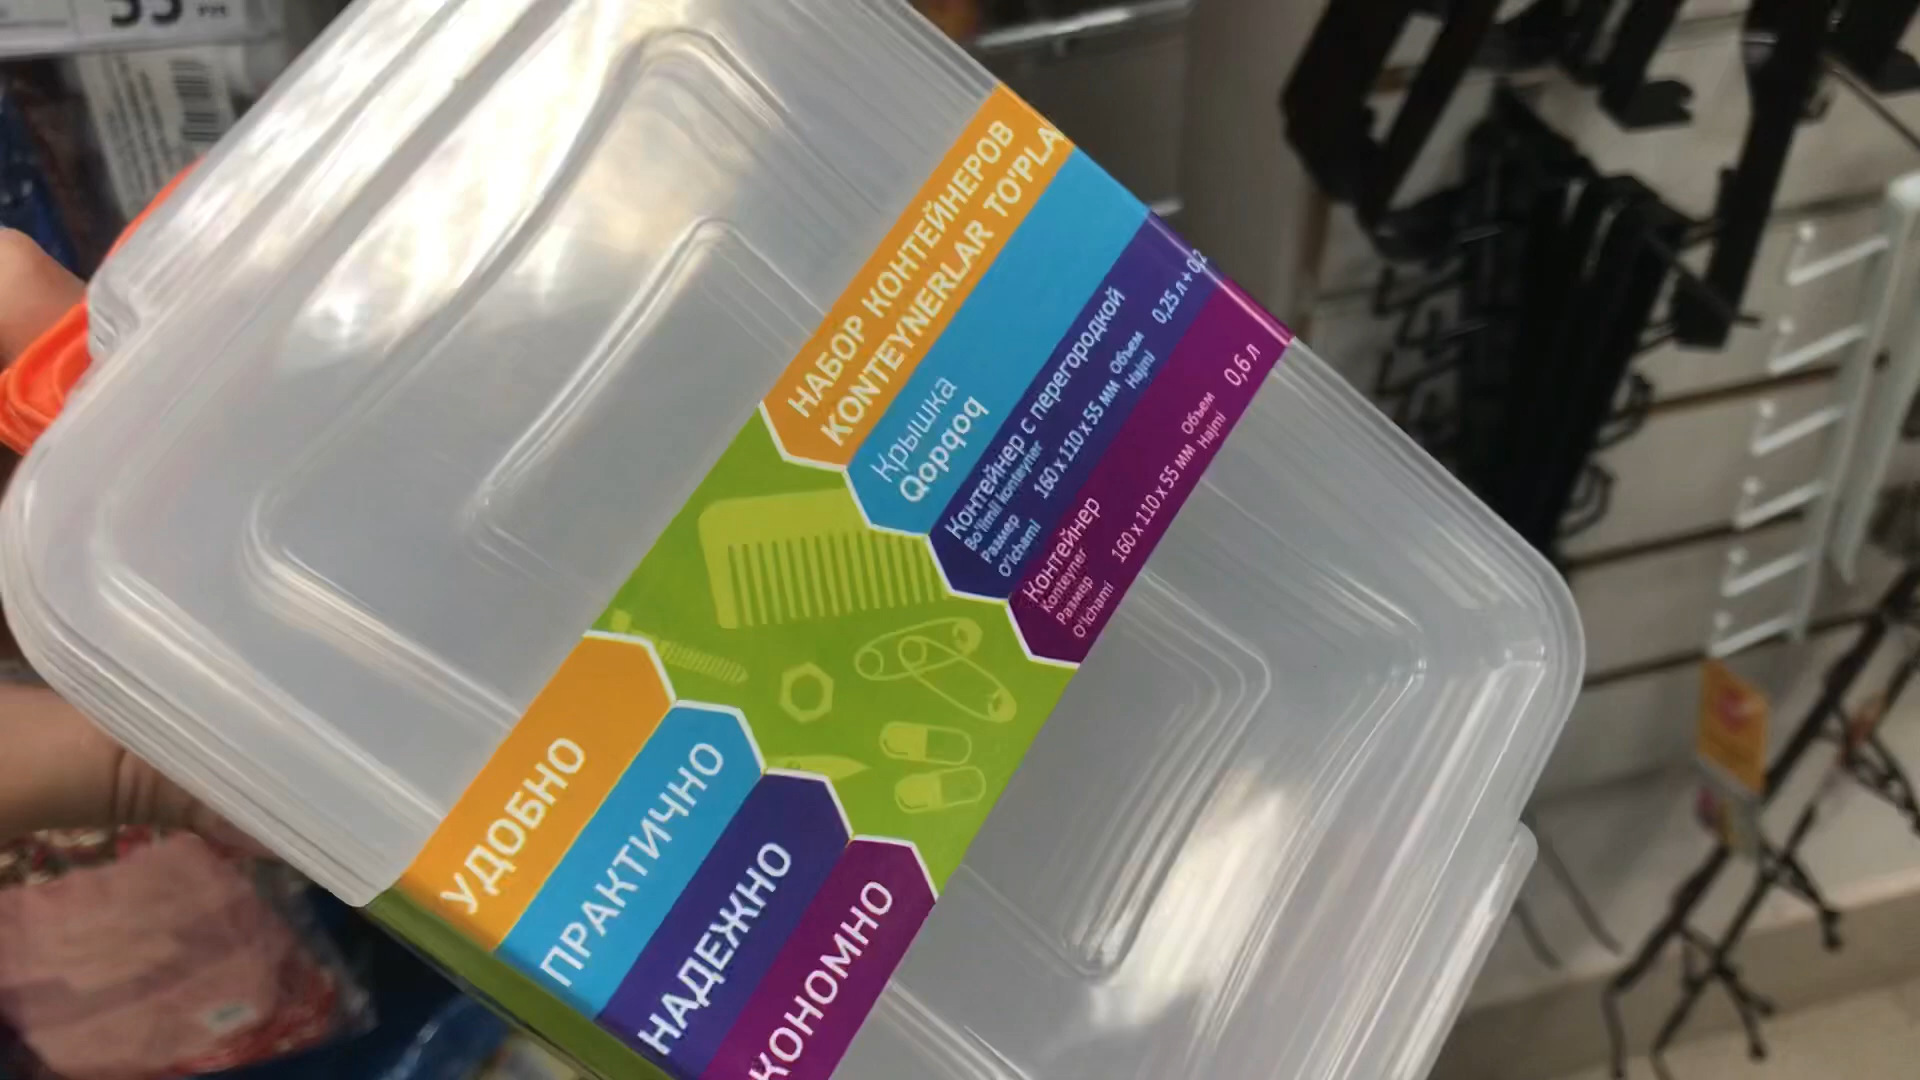 55
НАБОР КОНТЕЙНЕРОВ
KONTEYNERLAR TO'PLA
Крышка
Qopqoq
Контейнер с перегородкой
Bo'limli konteyner
Размер 160 x 110 x 55 мм Объем 0,25 л + 0,2
O'lchami Hajmi
Контейнер
Konteyner
Размер 160 x 110 x 55 мм Объем 0,6 л
O'lchami Hajmi
УДОБНО
ПРАКТИЧНО
НАДЕЖНО
КОНОМНО